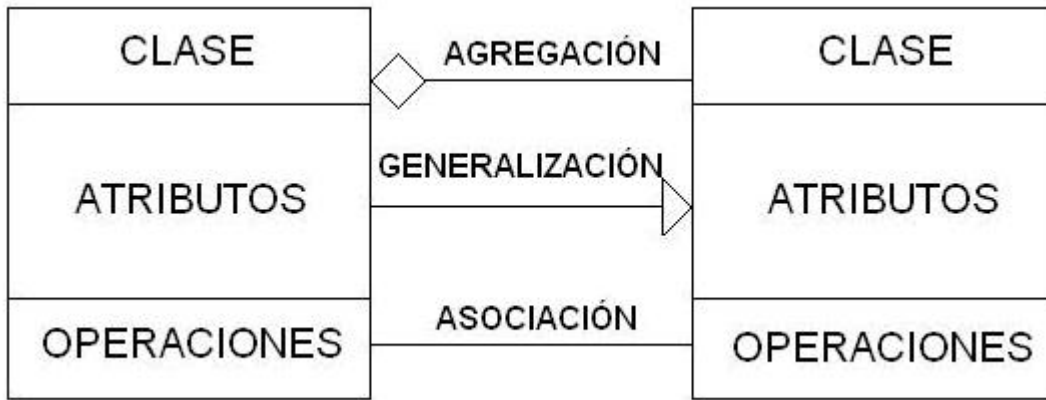 CLASE
ATRIBUTOS
OPERACIONES
AGREGACIÓN
GENERALIZACIÓN
ASOCIACIÓN
CLASE
ATRIBUTOS
OPERACIONES